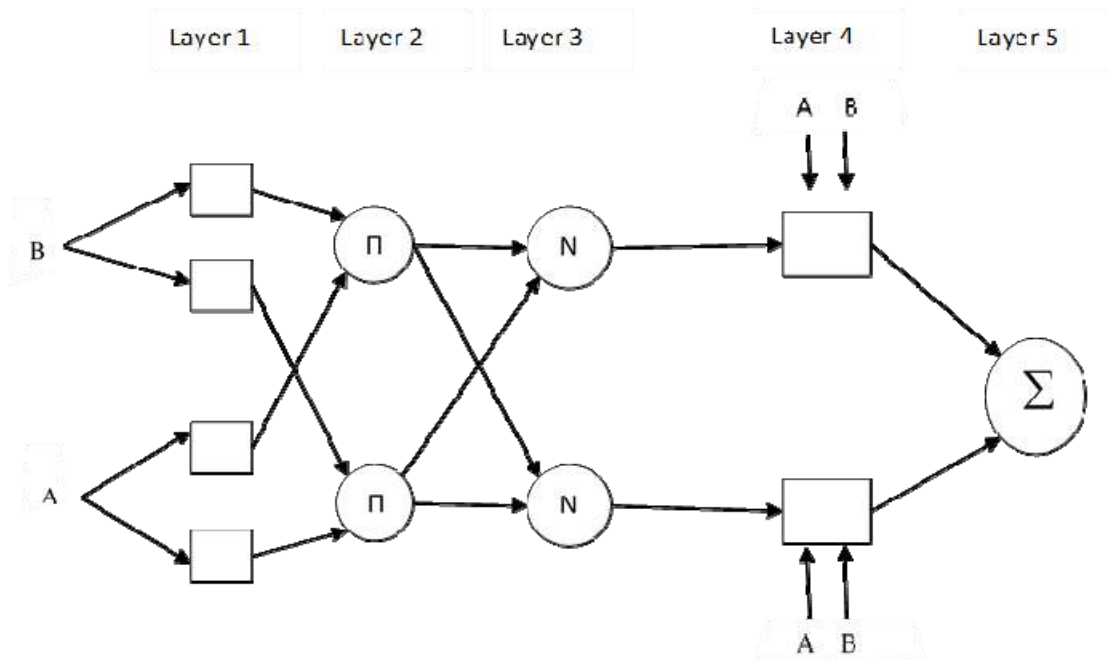 Layer 1 Layer 2 Layer 3 Layer 4 Layer 5
A B
B
Π N
Σ
A
Π N
A B